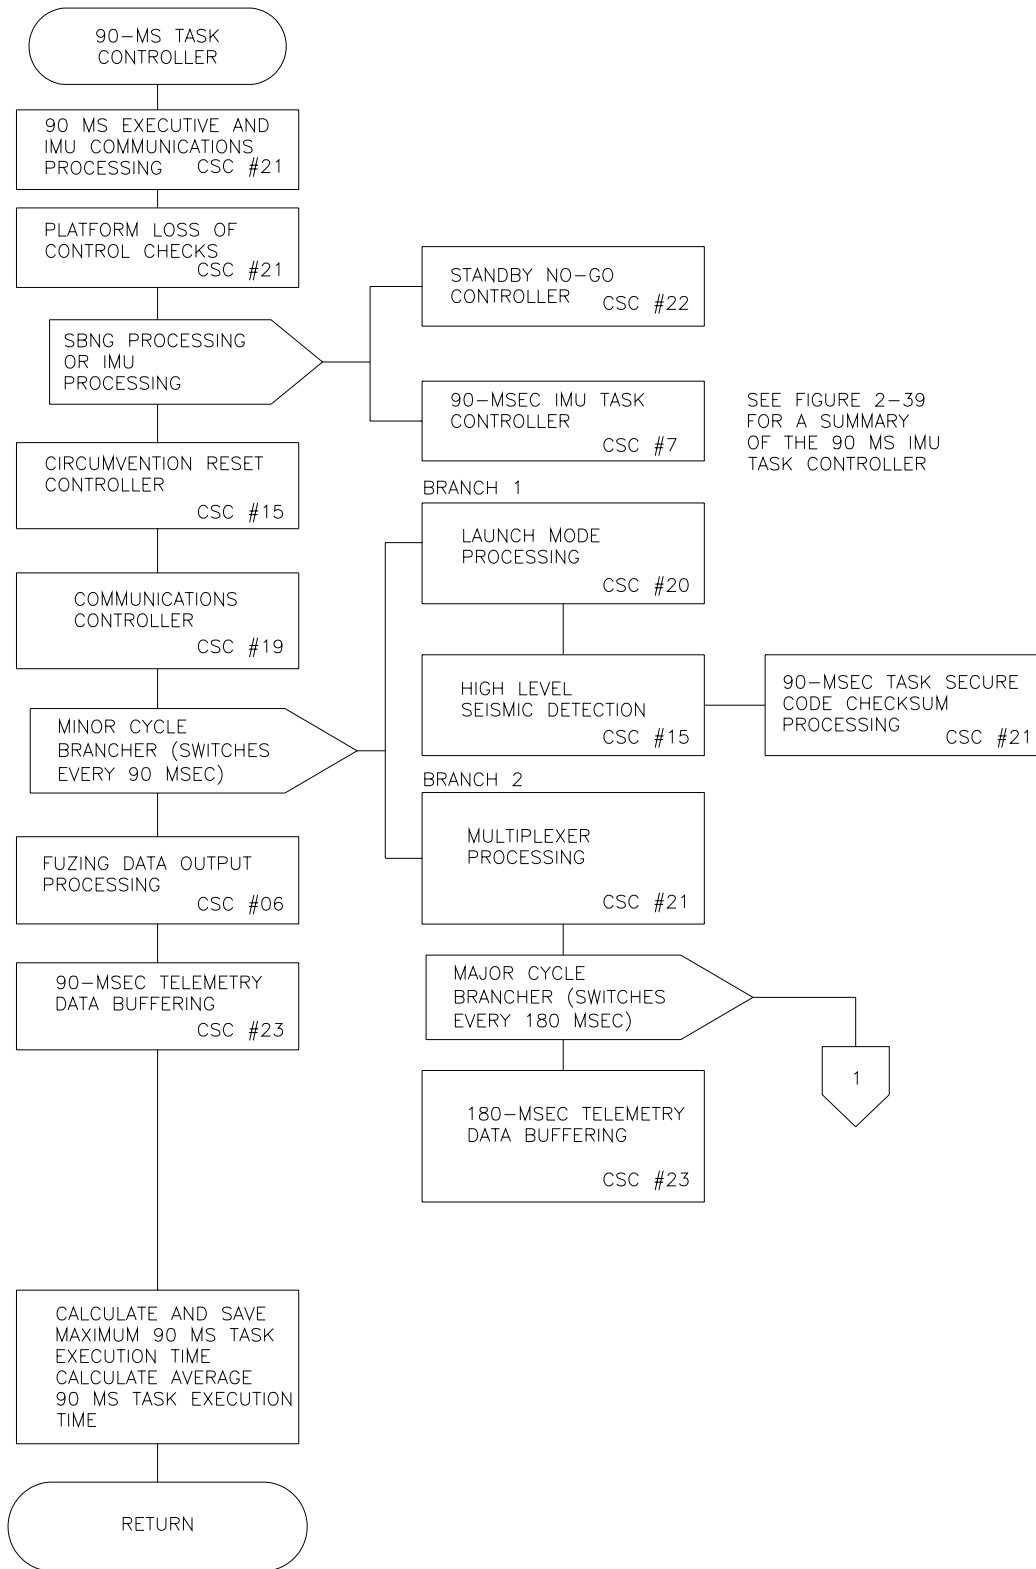 90-MS TASK
CONTROLLER
90 MS EXECUTIVE AND
IMU COMMUNICATIONS
PROCESSING CSC #21
PLATFORM LOSS OF
CONTROL CHECKS
CSC #21
SBNG PROCESSING
OR IMU
PROCESSING
STANDBY NO-GO
CONTROLLER CSC #22
90-MSEC IMU TASK
CONTROLLER
CSC #7
SEE FIGURE 2-39
FOR A SUMMARY
OF THE 90 MS IMU
TASK CONTROLLER
CIRCUMVENTION RESET
CONTROLLER
CSC #15
COMMUNICATIONS
CONTROLLER
CSC #19
MINOR CYCLE
BRANCHER (SWITCHES
EVERY 90 MSEC)
BRANCH 1
LAUNCH MODE
PROCESSING
CSC #20
HIGH LEVEL
SEISMIC DETECTION
CSC #15
90-MSEC TASK SECURE
CODE CHECKSUM
PROCESSING
CSC #21
BRANCH 2
MULTIPLEXER
PROCESSING
CSC #21
MAJOR CYCLE
BRANCHER (SWITCHES
EVERY 180 MSEC)
1
180-MSEC TELEMETRY
DATA BUFFERING
CSC #23
FUZING DATA OUTPUT
PROCESSING
CSC #06
90-MSEC TELEMETRY
DATA BUFFERING
CSC #23
CALCULATE AND SAVE
MAXIMUM 90 MS TASK
EXECUTION TIME
CALCULATE AVERAGE
90 MS TASK EXECUTION
TIME
RETURN